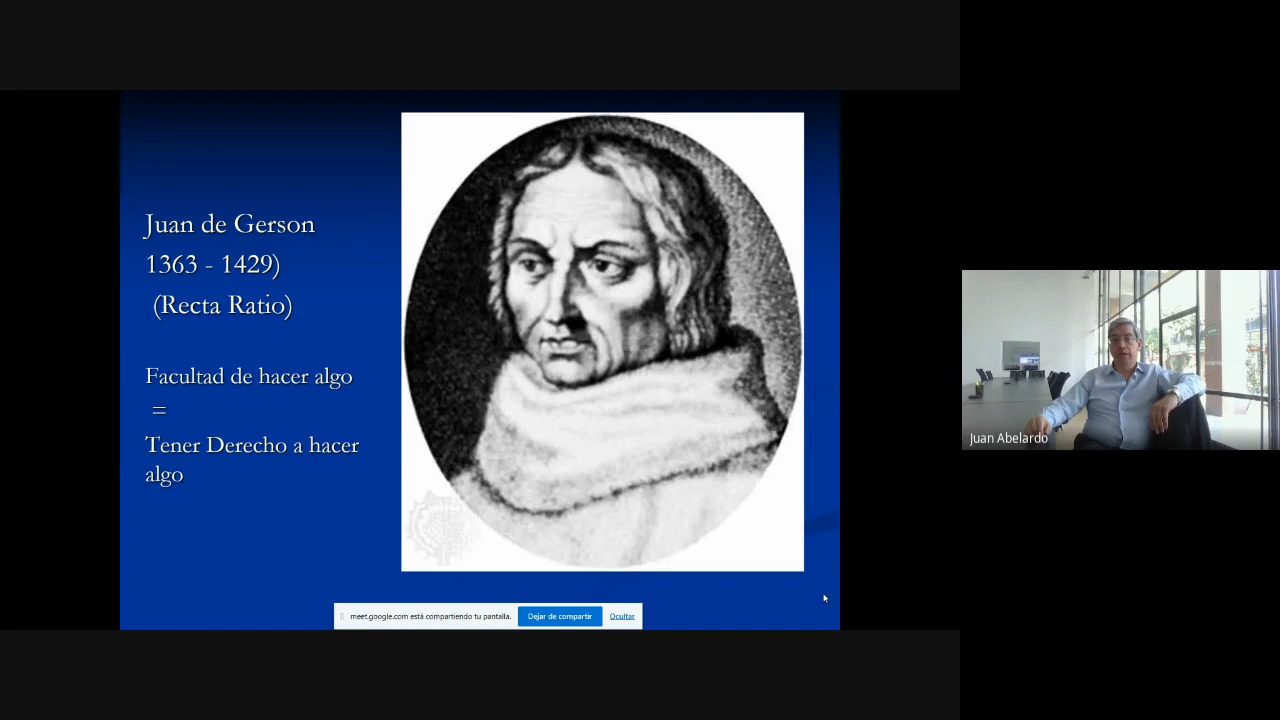 Juan de Gerson
1363 - 1429)
(Recta Ratio)
Facultad de hacer algo
=
Tener Derecho a hacer
algo
meet.google.com está compartiendo tu pantalla. Dejar de compartir Ocultar
Juan Abelardo